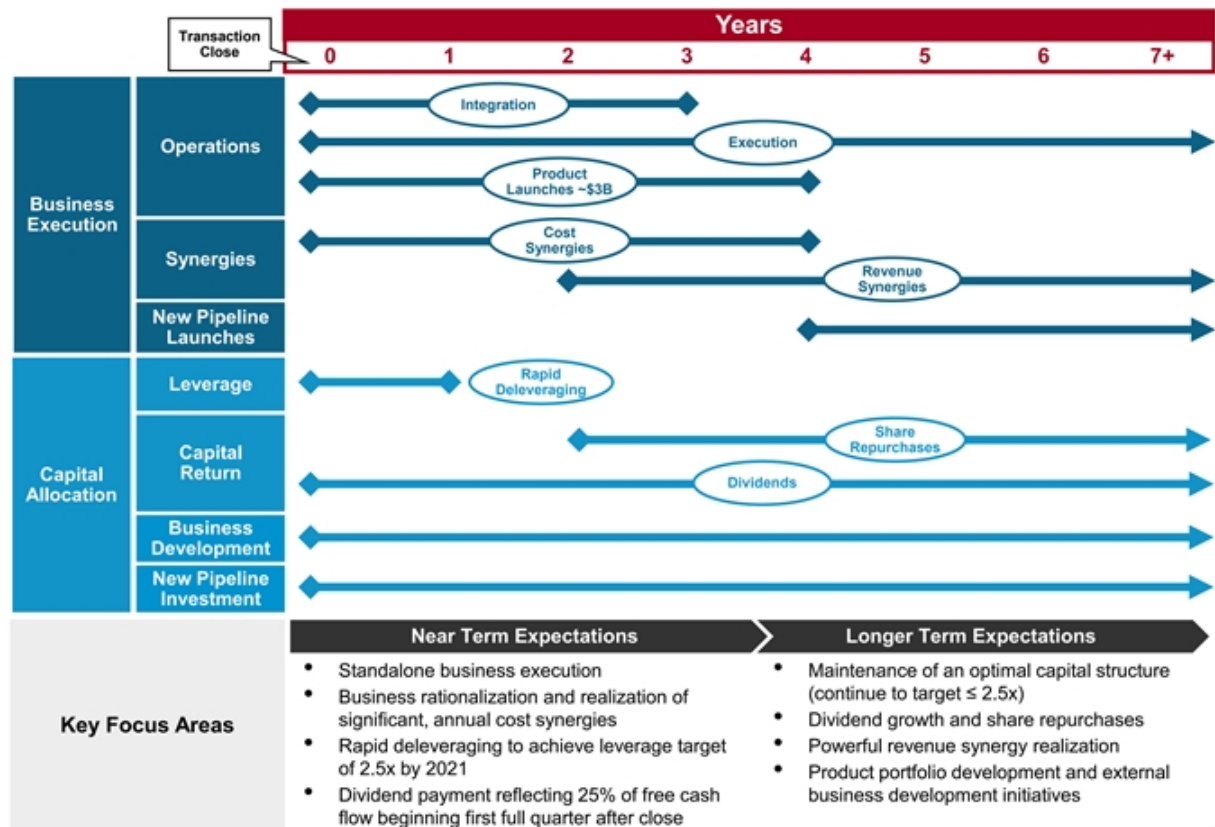 Transaction
Close
Years
0 1 2 3 4 5 6 7+
Business
Execution
Operations
Integration
Execution
Product
Launches ~$3B
Synergies
Cost
Synergies
Revenue
Synergies
New Pipeline
Launches
Capital
Allocation
Leverage
Rapid
Deleveraging
Capital
Return
Share
Repurchases
Dividends
Business
Development
New Pipeline
Investment
Key Focus Areas
Near Term Expectations
• Standalone business execution
• Business rationalization and realization of
significant, annual cost synergies
• Rapid deleveraging to achieve leverage target
of 2.5x by 2021
• Dividend payment reflecting 25% of free cash
flow beginning first full quarter after close
Longer Term Expectations
• Maintenance of an optimal capital structure
(continue to target ≤ 2.5x)
• Dividend growth and share repurchases
• Powerful revenue synergy realization
• Product portfolio development and external
business development initiatives